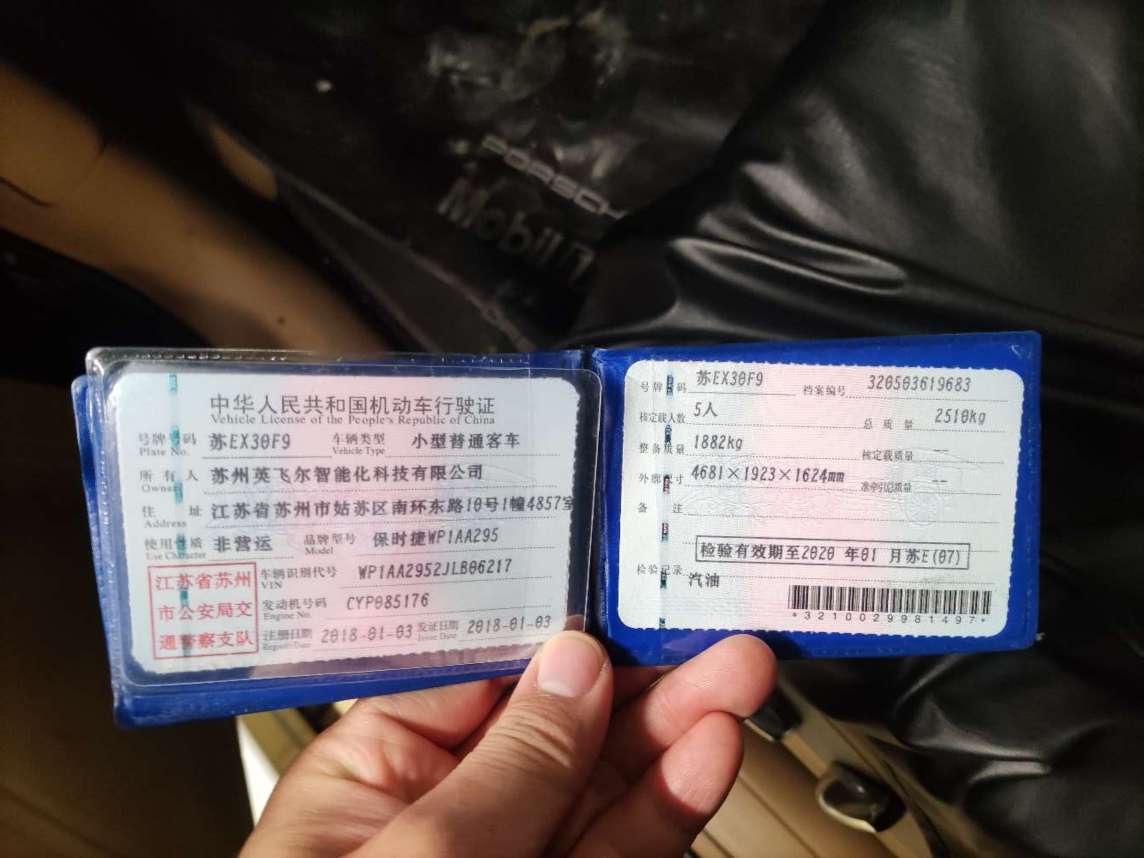 PORSCHE
Mobil 1
中华人民共和国机动车行驶证
Vehicle License of the People's Republic of China
号牌号码 苏EX30F9 车辆类型 小型普通客车
Plate No. Vehicle Type
所有人 苏州英飞尔智能化科技有限公司
Owner
住址 江苏省苏州市姑苏区南环东路10号1幢4857室
Address
使用性质 非营运 品牌型号 保时捷WP1AA295
Use Character Model
江苏省苏州
市公安局交
通警察支队
车辆识别代号 WP1AA2952JLB06217
VIN
发动机号码 CYP085176
Engine No.
注册日期 2018-01-03 发证日期 2018-01-03
Register Date Issue Date
号牌号码 苏EX30F9 档案编号 320503619683
核定载人数 5人 总质量 2510kg
整备质量 1882kg 核定载质量 --
外廓尺寸 4681×1923×1624mm 准牵引总质量 --
备注
检验有效期至2020年01月苏E(07)
检验记录
汽油
*3210029981497*